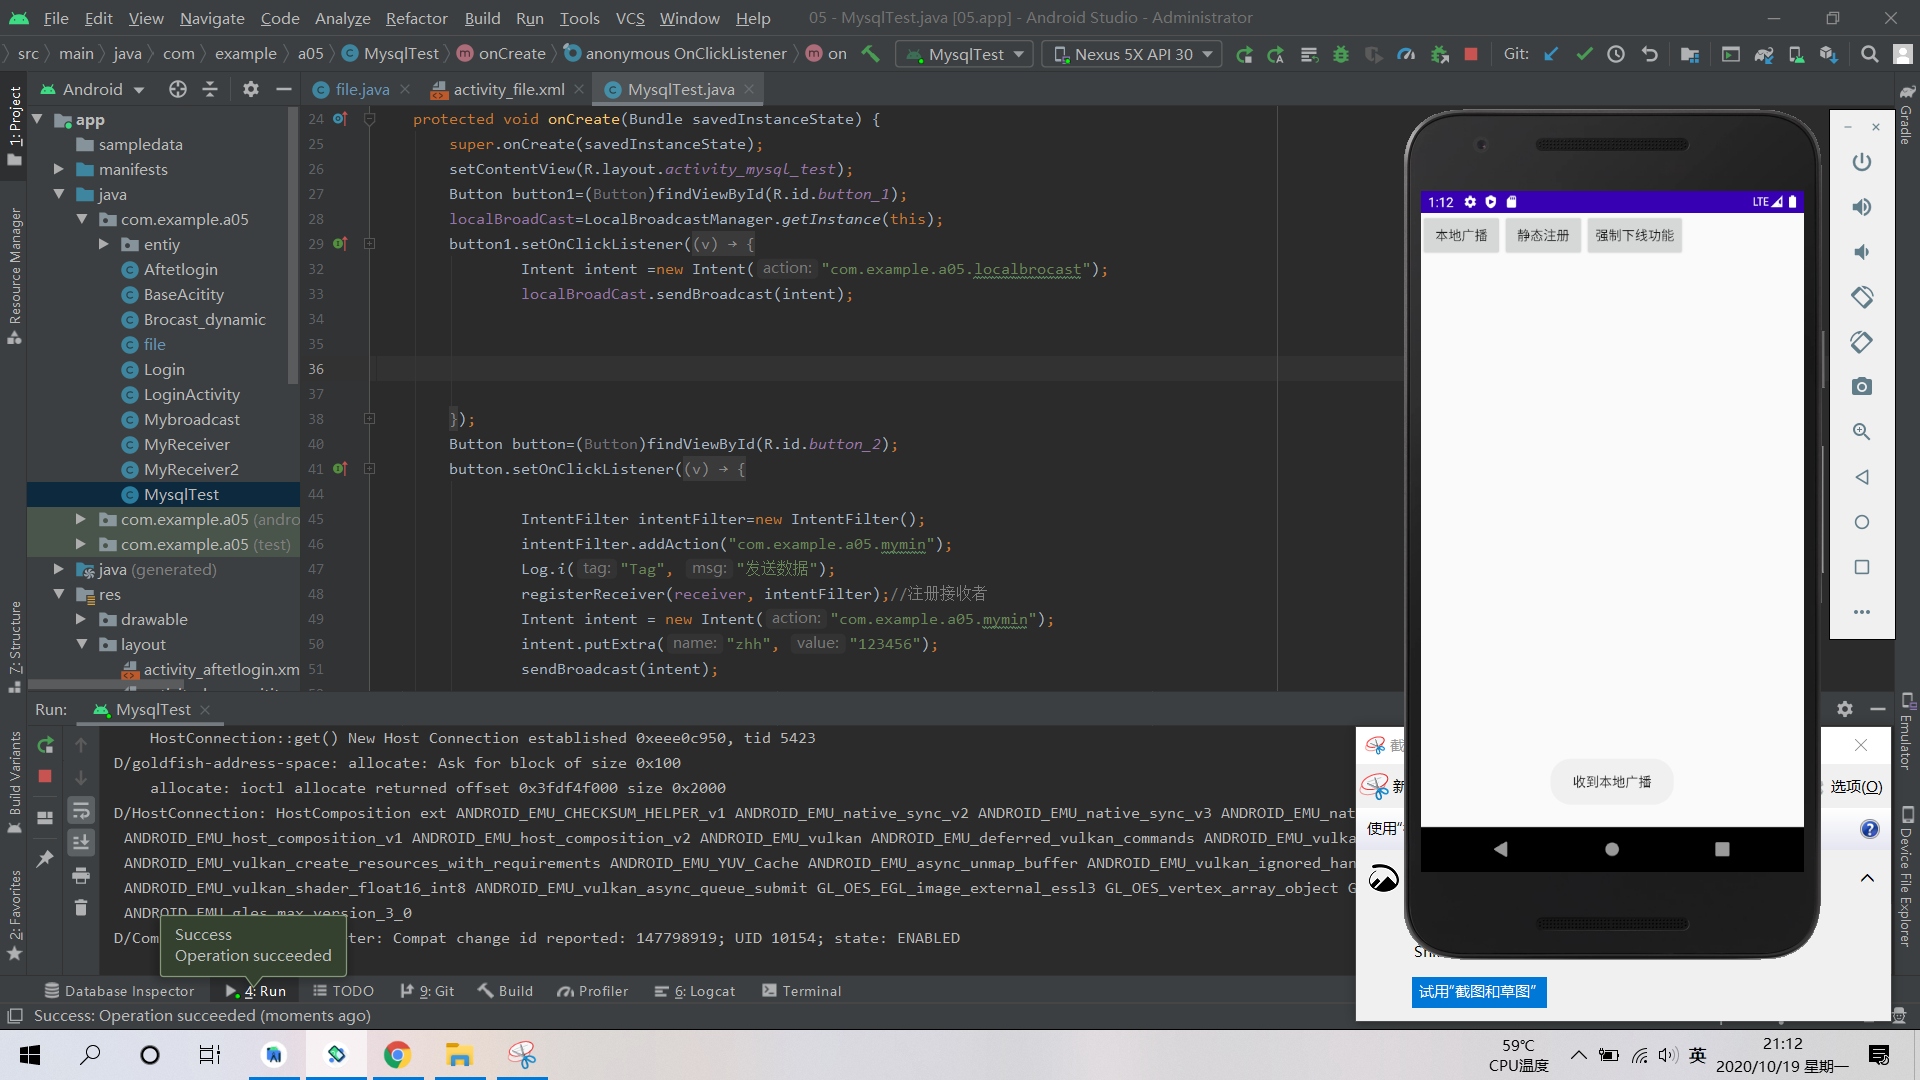 File Edit View Navigate Code Analyze Refactor Build Run Tools VCS Window Help 05 - MysqlTest.java [05.app] - Android Studio - Administrator
src main java com example a05 MysqlTest onCreate anonymous OnClickListener on MysqlTest Nexus 5X API 30 Git:
Android file.java activity_file.xml MysqlTest.java
1: Project
Resource Manager
7: Structure
Build Variants
2: Favorites
app
sampledata
manifests
java
com.example.a05
entiy
Aftetlogin
BaseAcitity
Brocast_dynamic
file
Login
LoginActivity
Mybroadcast
MyReceiver
MyReceiver2
MysqlTest
com.example.a05 (andro
com.example.a05 (test)
java (generated)
res
drawable
layout
activity_aftetlogin.xm
24 protected void onCreate(Bundle savedInstanceState) {
25 super.onCreate(savedInstanceState);
26 setContentView(R.layout.activity_mysql_test);
27 Button button1=(Button)findViewById(R.id.button_1);
28 localBroadCast=LocalBroadcastManager.getInstance(this);
29 button1.setOnClickListener((v) → {
32 Intent intent =new Intent( action: "com.example.a05.localbrocast");
33 localBroadCast.sendBroadcast(intent);
34
35
36
37
38 });
40 Button button=(Button)findViewById(R.id.button_2);
41 button.setOnClickListener((v) → {
44
45 IntentFilter intentFilter=new IntentFilter();
46 intentFilter.addAction("com.example.a05.mymin");
47 Log.i( tag: "Tag", msg: "发送数据");
48 registerReceiver(receiver, intentFilter);//注册接收者
49 Intent intent = new Intent( action: "com.example.a05.mymin");
50 intent.putExtra( name: "zhh", value: "123456");
51 sendBroadcast(intent);
1:12 LTE
本地广播 静态注册 强制下线功能
收到本地广播
Gradle
Emulator
Device File Explorer
Run: MysqlTest
HostConnection::get() New Host Connection established 0xeee0c950, tid 5423
D/goldfish-address-space: allocate: Ask for block of size 0x100
allocate: ioctl allocate returned offset 0x3fdf4f000 size 0x2000
D/HostConnection: HostComposition ext ANDROID_EMU_CHECKSUM_HELPER_v1 ANDROID_EMU_native_sync_v2 ANDROID_EMU_native_sync_v3 ANDROID_EMU_nat
ANDROID_EMU_host_composition_v1 ANDROID_EMU_host_composition_v2 ANDROID_EMU_vulkan ANDROID_EMU_deferred_vulkan_commands ANDROID_EMU_vulka
ANDROID_EMU_vulkan_create_resources_with_requirements ANDROID_EMU_YUV_Cache ANDROID_EMU_async_unmap_buffer ANDROID_EMU_vulkan_ignored_han
ANDROID_EMU_vulkan_shader_float16_int8 ANDROID_EMU_vulkan_async_queue_submit GL_OES_EGL_image_external_essl3 GL_OES_vertex_array_object G
ANDROID_EMU_gles_max_version_3_0
D/Com ter: Compat change id reported: 147798919; UID 10154; state: ENABLED
Success
Operation succeeded
截
新
选项(O)
使用"
试用"截图和草图"
Database Inspector 4: Run TODO 9: Git Build Profiler 6: Logcat Terminal
Success: Operation succeeded (moments ago)
59℃
CPU温度
英
21:12
2020/10/19 星期一